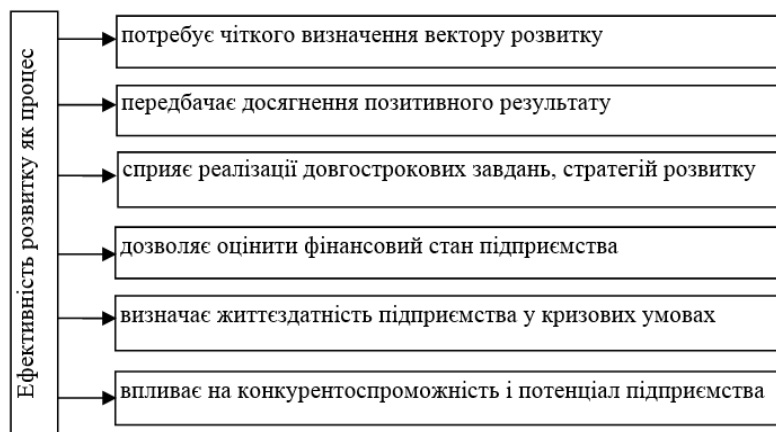 Ефективність розвитку як процес
потребує чіткого визначення вектору розвитку
передбачає досягнення позитивного результату
сприяє реалізації довгострокових завдань, стратегій розвитку
дозволяє оцінити фінансовий стан підприємства
визначає життєздатність підприємства у кризових умовах
впливає на конкурентоспроможність і потенціал підприємства